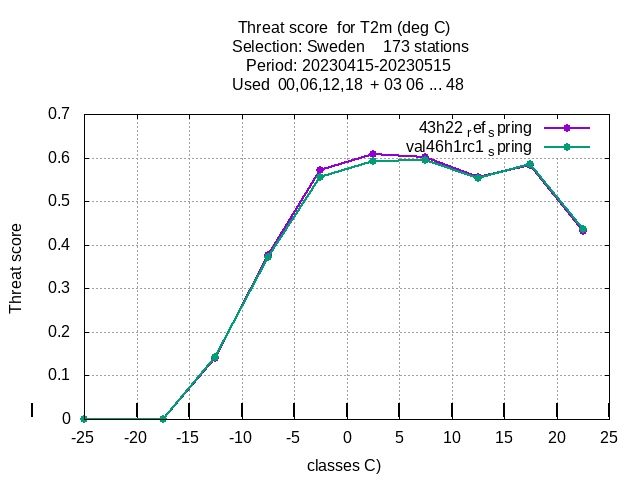 Threat score  for T2m (deg C)
Selection: Sweden    173 stations
Period: 20230415-20230515
Used  00,06,12,18  + 03 06 ... 48
0.7
43h22 ref spring
val46h1rc1 spring
0.6
0.5
0.4
0.3
0.2
0.1
0
Threat score
-25 -20 -15 -10 -5 0 5 10 15 20 25
classes C)